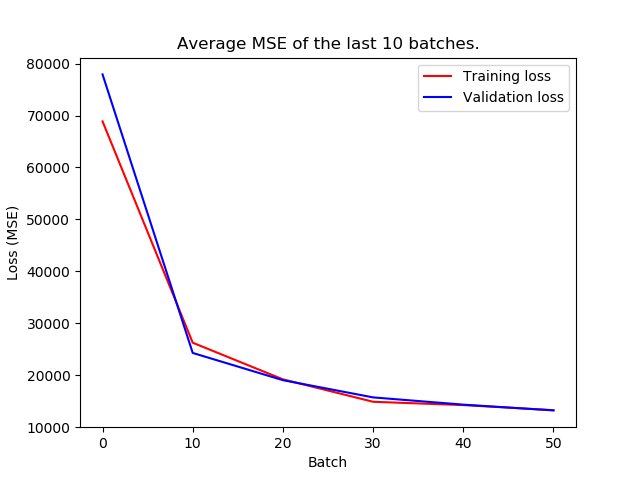 Average MSE of the last 10 batches.
Training loss
Validation loss
80000
70000
60000
50000
40000
30000
20000
10000
Loss (MSE)
0 10 20 30 40 50
Batch